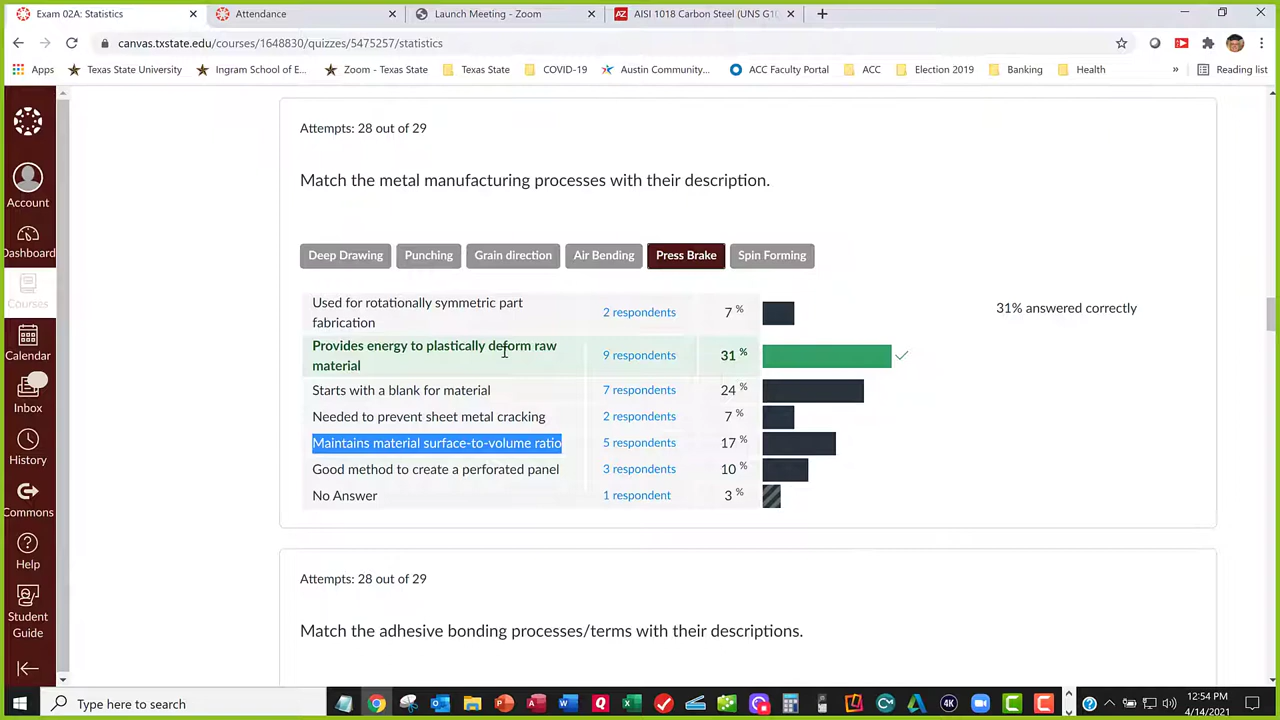 Exam 02A: Statistics
Attendance
Launch Meeting - Zoom
AISI 1018 Carbon Steel (UNS G10
canvas.txstate.edu/courses/1648830/quizzes/5475257/statistics
Apps
Texas State University
Ingram School of E...
Zoom - Texas State
Texas State
COVID-19
Austin Community...
ACC Faculty Portal
ACC
Election 2019
Banking
Health
»
Reading list
Account
Dashboard
Courses
Calendar
Inbox
History
Commons
Help
Student
Guide
Attempts: 28 out of 29
Match the metal manufacturing processes with their description.
Deep Drawing
Punching
Grain direction
Air Bending
Press Brake
Spin Forming
Used for rotationally symmetric part
fabrication
2 respondents
7 %
31% answered correctly
Provides energy to plastically deform raw
material
9 respondents
31 %
Starts with a blank for material
7 respondents
24 %
Needed to prevent sheet metal cracking
2 respondents
7 %
Maintains material surface-to-volume ratio
5 respondents
17 %
Good method to create a perforated panel
3 respondents
10 %
No Answer
1 respondent
3 %
Attempts: 28 out of 29
Match the adhesive bonding processes/terms with their descriptions.
Type here to search
4K
12:54 PM
4/14/2021